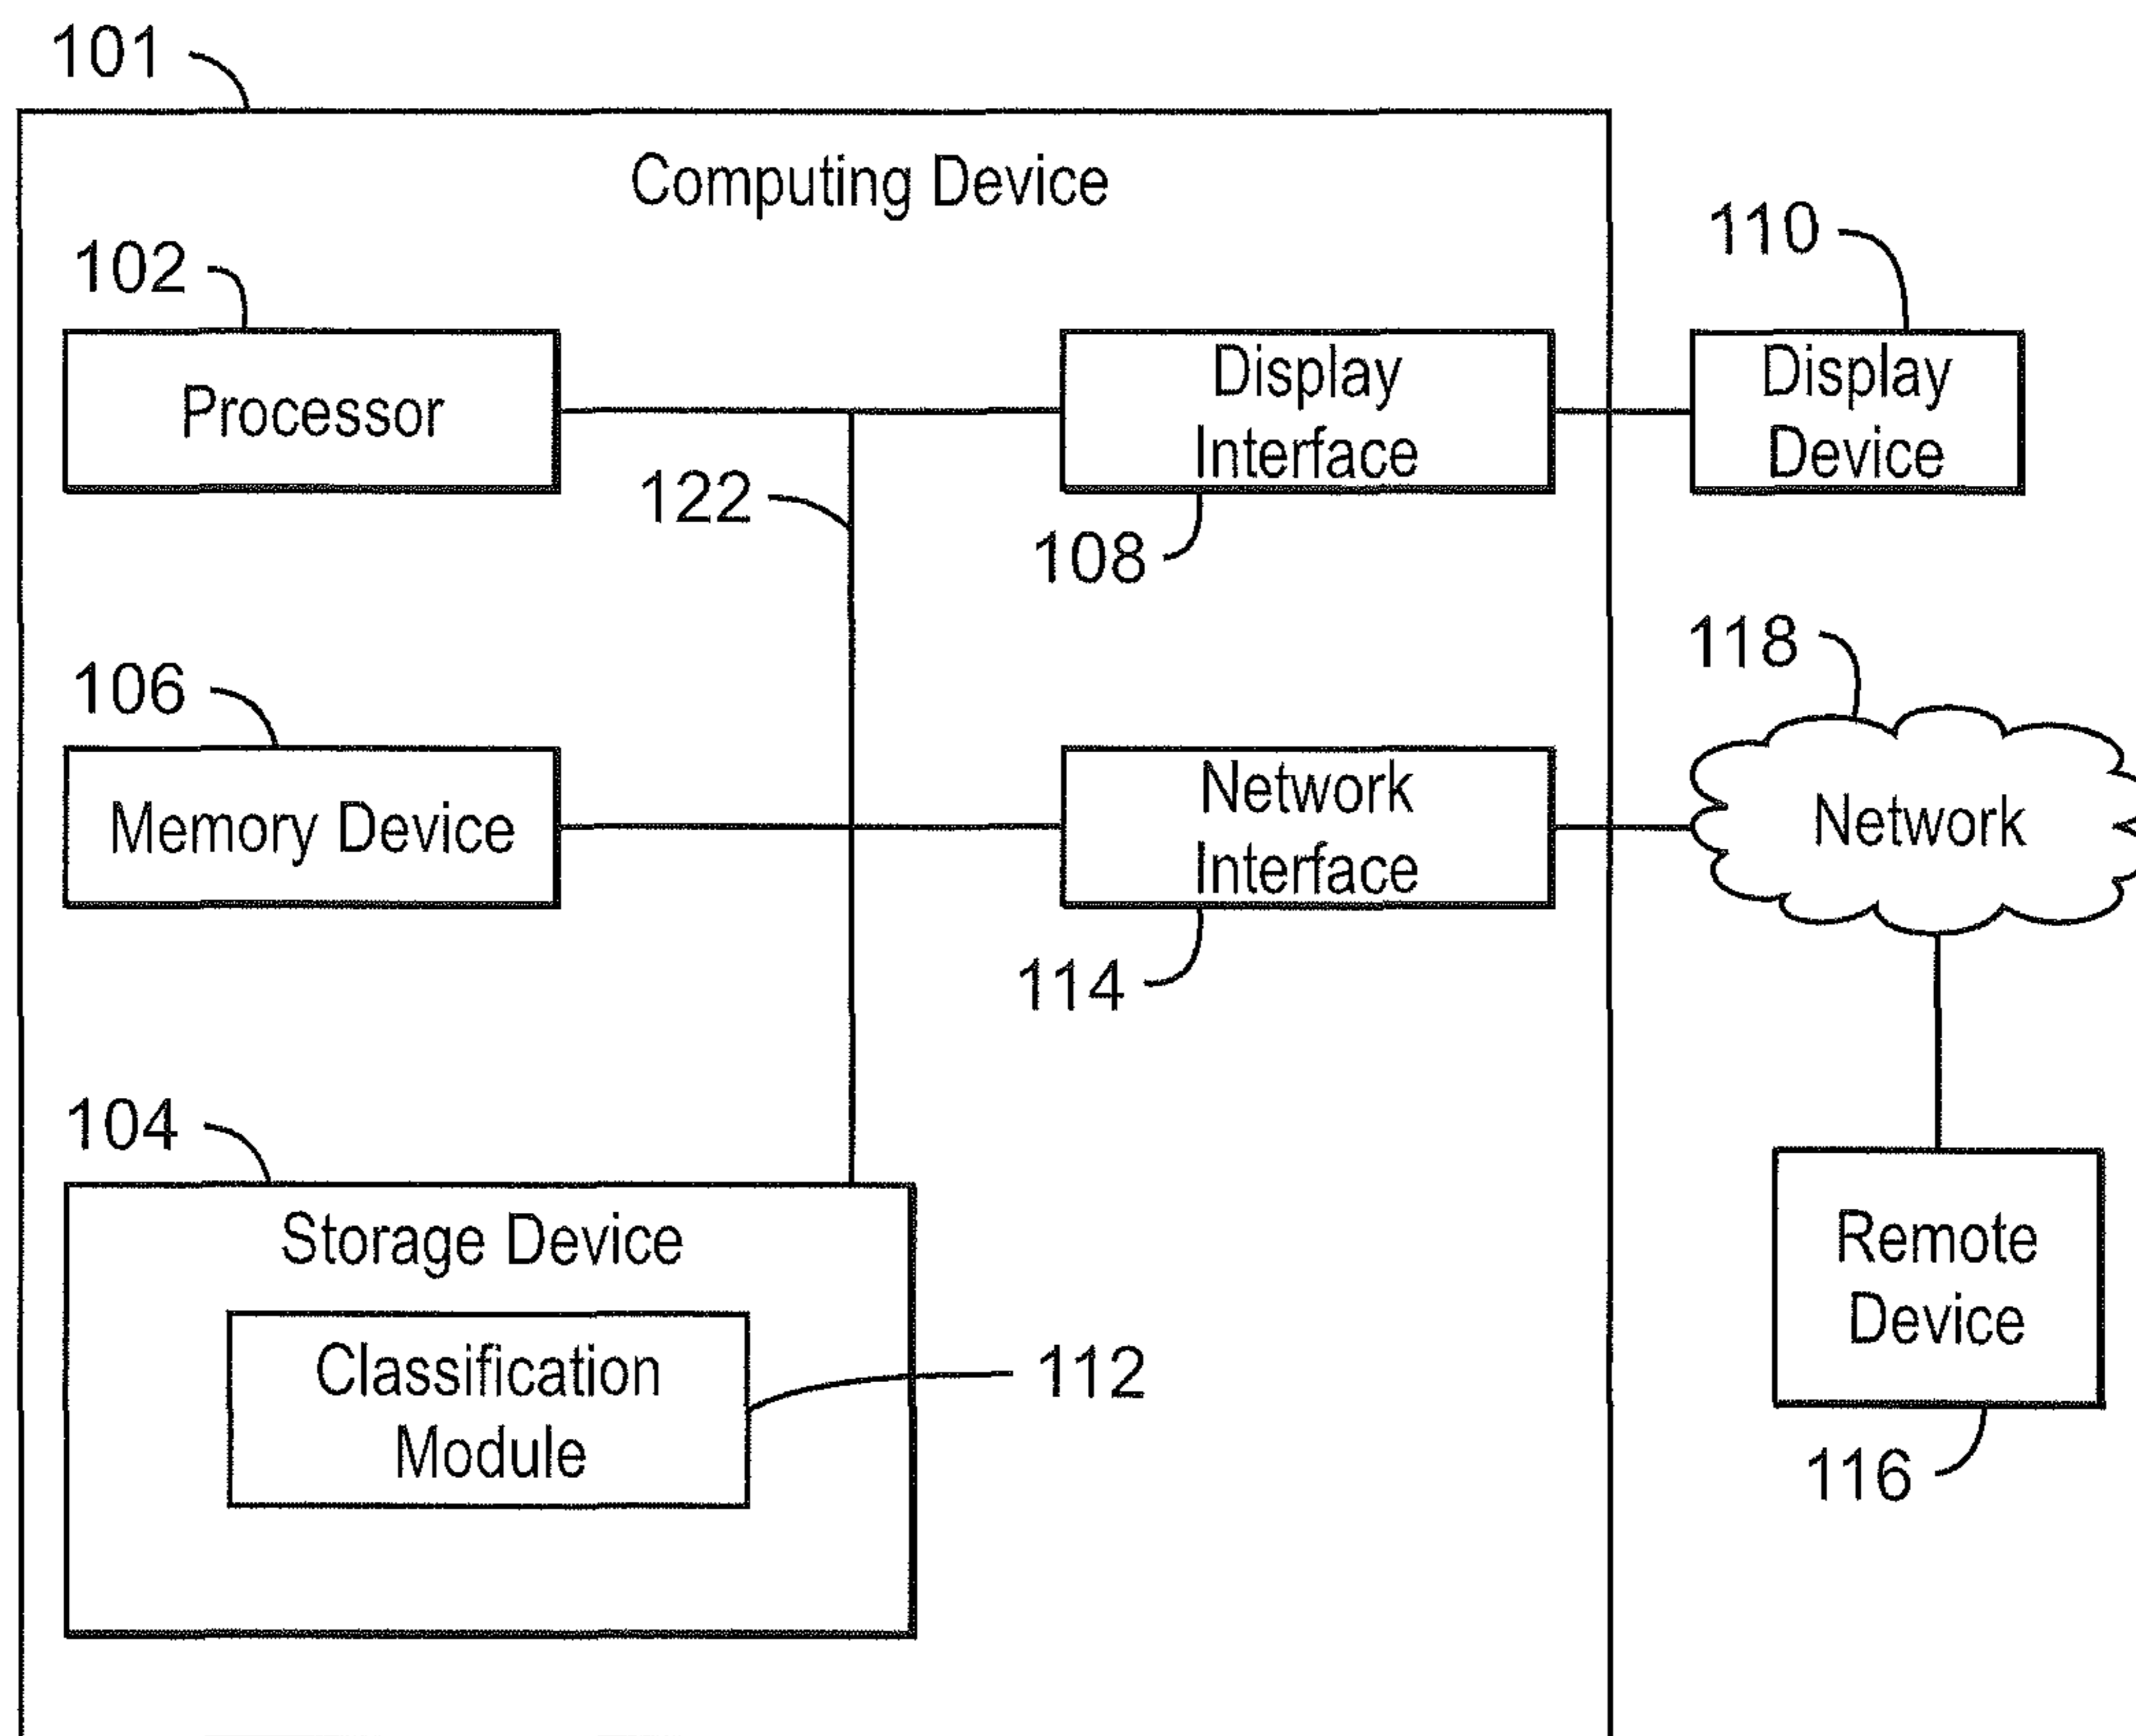 101
Computing Device
102
110
Processor
Display
Interface
Display
Device
122
108
118
106
Memory Device
Network
Interface
Network
114
104
Storage Device
Remote
Device
Classification
Module
112
116